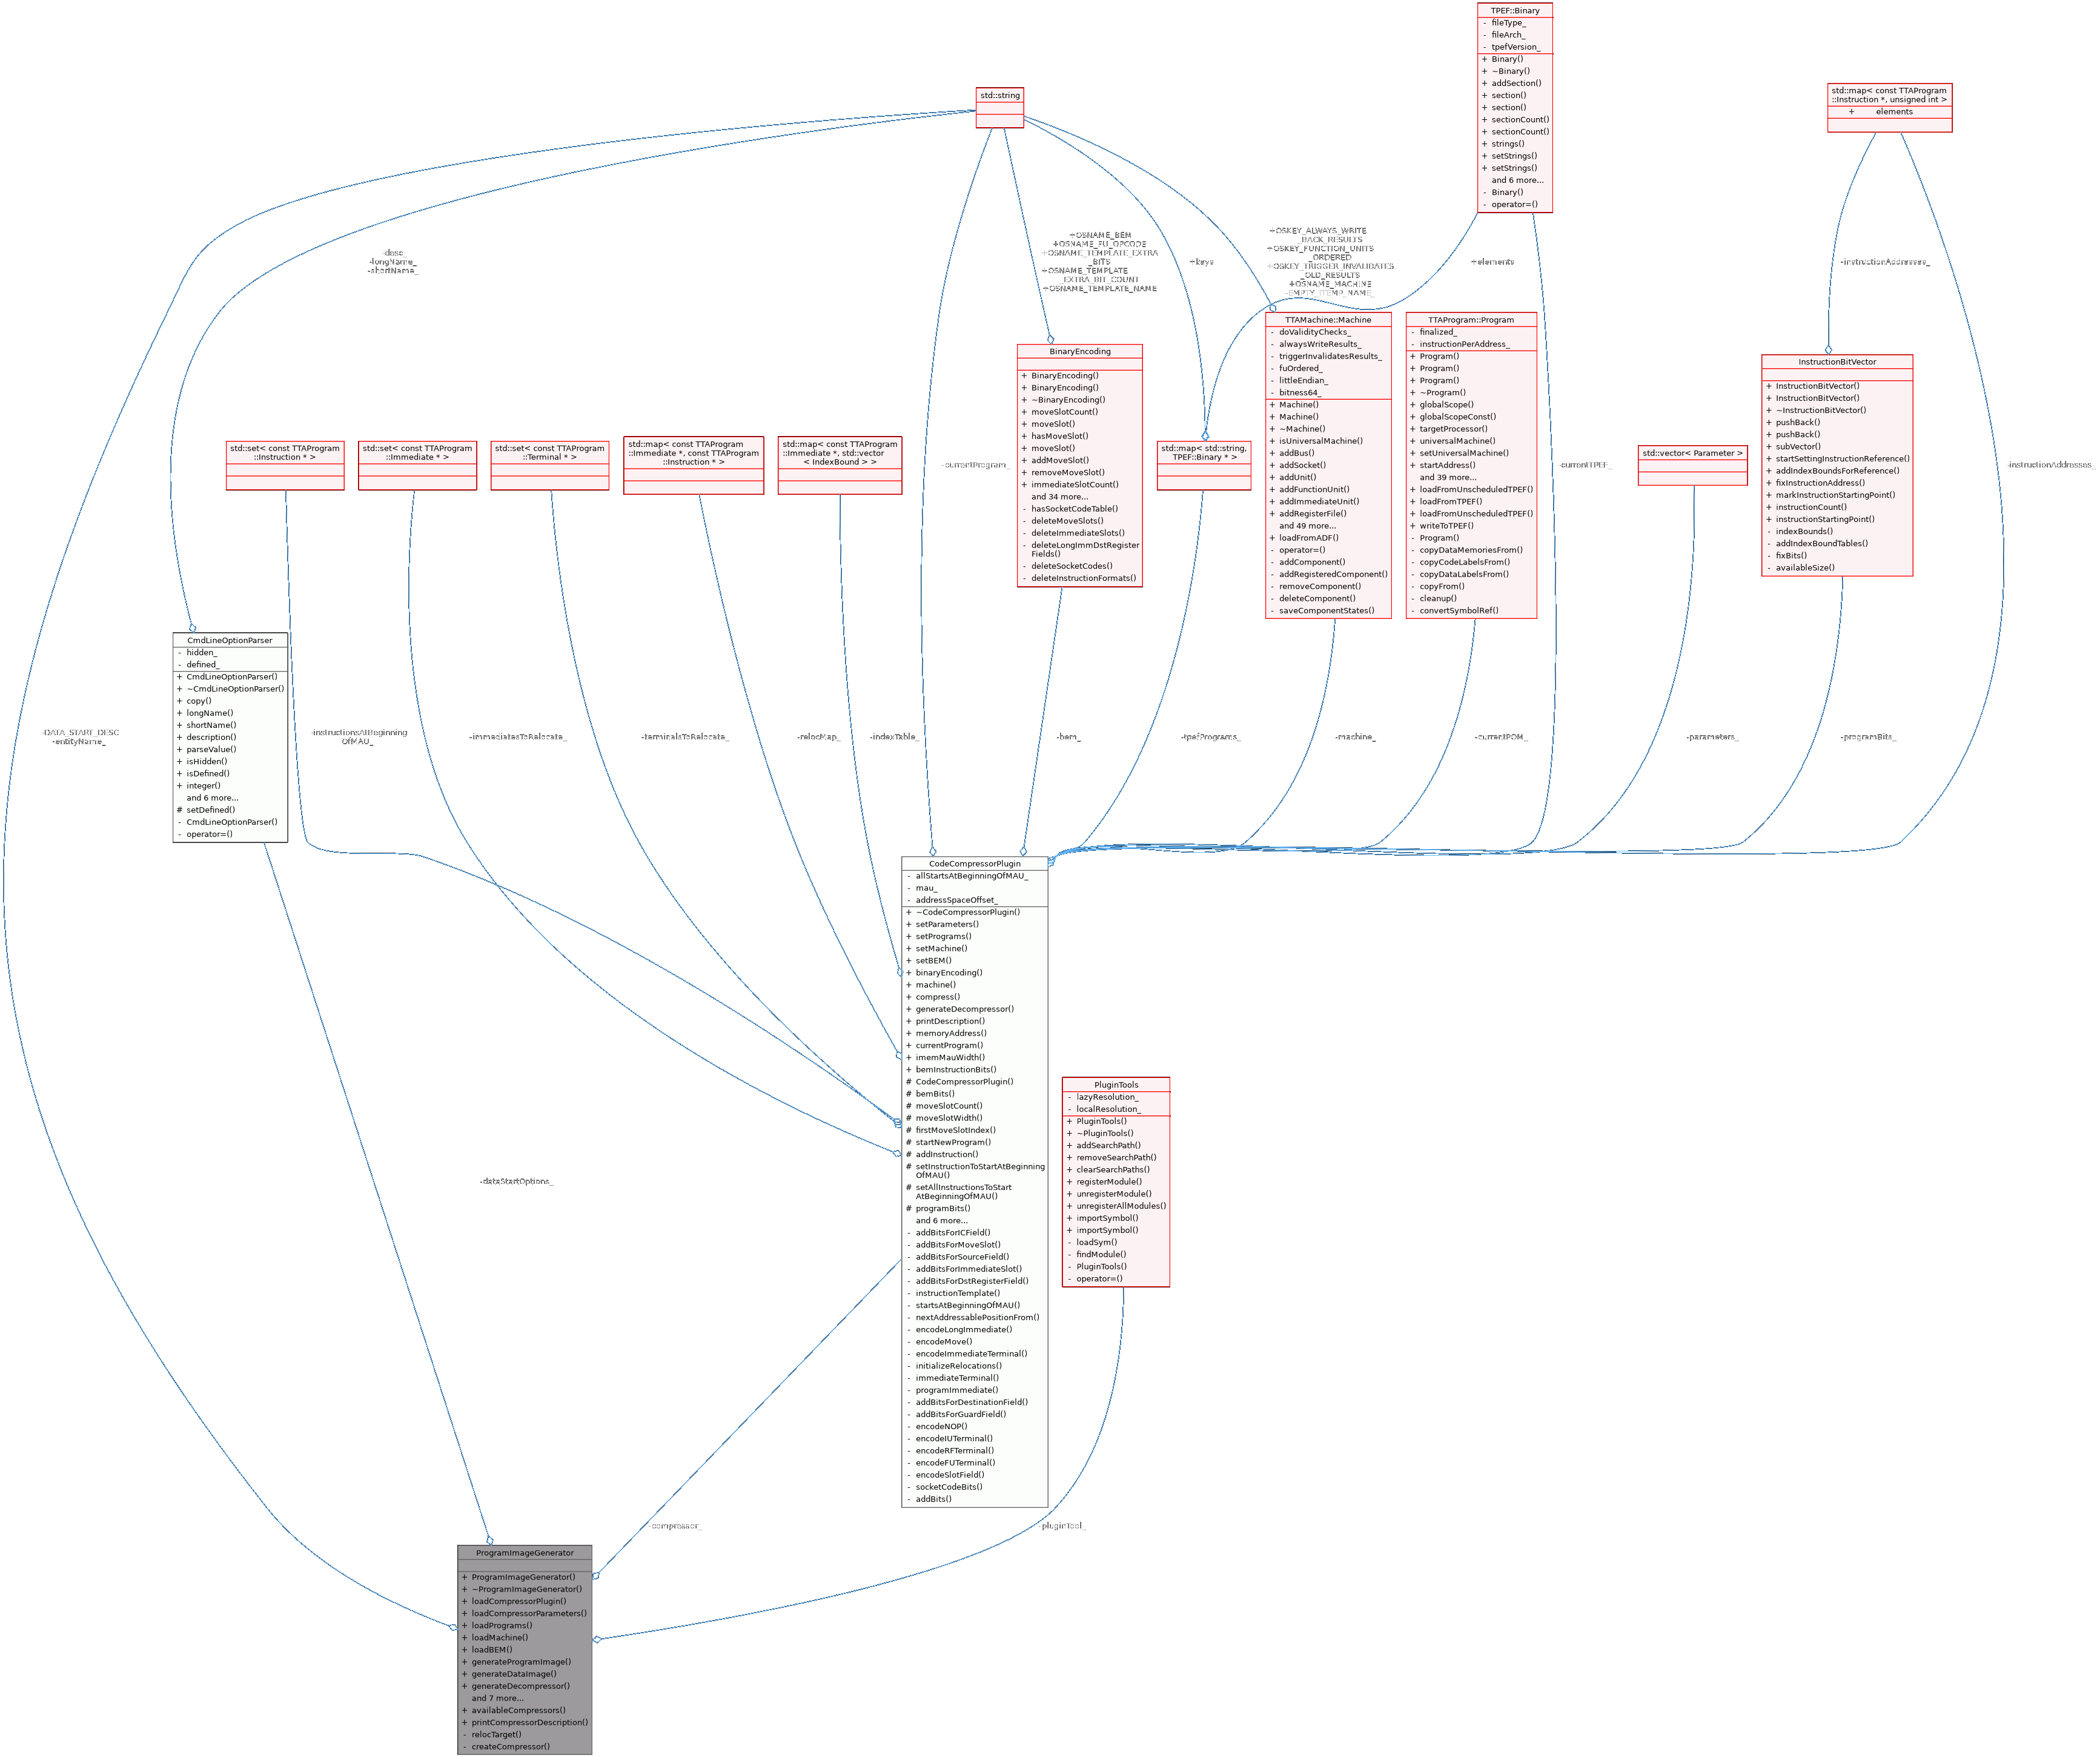 TPEF::Binary
- fileType_
- fileArch_
- tpefVersion_
+ Binary()
+ ~Binary()
+ addSection()
+ section()
+ section()
+ sectionCount()
+ sectionCount()
+ strings()
+ setStrings()
+ setStrings()
and 6 more...
- Binary()
- operator=()
std::map< const TTAProgram
::Instruction *, unsigned int >
+ elements
std::string
-desc_
-longName_
-shortName_
+OSNAME_BEM
+OSNAME_FU_OPCODE
+OSNAME_TEMPLATE_EXTRA
_BITS
+OSNAME_TEMPLATE
_EXTRA_BIT_COUNT
+OSNAME_TEMPLATE_NAME
+keys
+OSKEY_ALWAYS_WRITE
_BACK_RESULTS
+OSKEY_FUNCTION_UNITS
_ORDERED
+OSKEY_TRIGGER_INVALIDATES
_OLD_RESULTS
+OSNAME_MACHINE
-EMPTY_ITEMP_NAME_
+elements
-instructionAddresses_
std::set< const TTAProgram
::Instruction * >
std::set< const TTAProgram
::Immediate * >
std::set< const TTAProgram
::Terminal * >
std::map< const TTAProgram
::Immediate *, const TTAProgram
::Instruction * >
std::map< const TTAProgram
::Immediate *, std::vector
< IndexBound > >
-currentProgram_
BinaryEncoding
+ BinaryEncoding()
+ BinaryEncoding()
+ ~BinaryEncoding()
+ moveSlotCount()
+ moveSlot()
+ hasMoveSlot()
+ moveSlot()
+ addMoveSlot()
+ removeMoveSlot()
+ immediateSlotCount()
and 34 more...
- hasSocketCodeTable()
- deleteMoveSlots()
- deleteImmediateSlots()
- deleteLongImmDstRegister
Fields()
- deleteSocketCodes()
- deleteInstructionFormats()
std::map< std::string,
TPEF::Binary * >
TTAMachine::Machine
- doValidityChecks_
- alwaysWriteResults_
- triggerInvalidatesResults_
- fuOrdered_
- littleEndian_
- bitness64_
+ Machine()
+ Machine()
+ ~Machine()
+ isUniversalMachine()
+ addBus()
+ addSocket()
+ addUnit()
+ addFunctionUnit()
+ addImmediateUnit()
+ addRegisterFile()
and 49 more...
+ loadFromADF()
- operator=()
- addComponent()
- addRegisteredComponent()
- removeComponent()
- deleteComponent()
- saveComponentStates()
TTAProgram::Program
- finalized_
- instructionPerAddress_
+ Program()
+ Program()
+ Program()
+ ~Program()
+ globalScope()
+ globalScopeConst()
+ targetProcessor()
+ universalMachine()
+ setUniversalMachine()
+ startAddress()
and 39 more...
+ loadFromUnscheduledTPEF()
+ loadFromTPEF()
+ loadFromUnscheduledTPEF()
+ writeToTPEF()
- Program()
- copyDataMemoriesFrom()
- copyCodeLabelsFrom()
- copyDataLabelsFrom()
- copyFrom()
- cleanup()
- convertSymbolRef()
-currentTPEF_
std::vector< Parameter >
InstructionBitVector
+ InstructionBitVector()
+ InstructionBitVector()
+ ~InstructionBitVector()
+ pushBack()
+ pushBack()
+ subVector()
+ startSettingInstructionReference()
+ addIndexBoundsForReference()
+ fixInstructionAddress()
+ markInstructionStartingPoint()
+ instructionCount()
+ instructionStartingPoint()
- indexBounds()
- addIndexBoundTables()
- fixBits()
- availableSize()
-instructionAddresses_
CmdLineOptionParser
- hidden_
- defined_
+ CmdLineOptionParser()
+ ~CmdLineOptionParser()
+ copy()
+ longName()
+ shortName()
+ description()
+ parseValue()
+ isHidden()
+ isDefined()
+ integer()
and 6 more...
# setDefined()
- CmdLineOptionParser()
- operator=()
-DATA_START_DESC
-entityName_
-instructionsAtBeginning
OfMAU_
-immediatesToRelocate_
-terminalsToRelocate_
-relocMap_
-indexTable_
-bem_
-tpefPrograms_
-machine_
-currentPOM_
-parameters_
-programBits_
CodeCompressorPlugin
- allStartsAtBeginningOfMAU_
- mau_
- addressSpaceOffset_
+ ~CodeCompressorPlugin()
+ setParameters()
+ setPrograms()
+ setMachine()
+ setBEM()
+ binaryEncoding()
+ machine()
+ compress()
+ generateDecompressor()
+ printDescription()
+ memoryAddress()
+ currentProgram()
+ imemMauWidth()
+ bemInstructionBits()
# CodeCompressorPlugin()
# bemBits()
# moveSlotCount()
# moveSlotWidth()
# firstMoveSlotIndex()
# startNewProgram()
# addInstruction()
# setInstructionToStartAtBeginning
OfMAU()
# setAllInstructionsToStart
AtBeginningOfMAU()
# programBits()
and 6 more...
- addBitsForICField()
- addBitsForMoveSlot()
- addBitsForSourceField()
- addBitsForImmediateSlot()
- addBitsForDstRegisterField()
- instructionTemplate()
- startsAtBeginningOfMAU()
- nextAddressablePositionFrom()
- encodeLongImmediate()
- encodeMove()
- encodeImmediateTerminal()
- initializeRelocations()
- immediateTerminal()
- programImmediate()
- addBitsForDestinationField()
- addBitsForGuardField()
- encodeNOP()
- encodeIUTerminal()
- encodeRFTerminal()
- encodeFUTerminal()
- encodeSlotField()
- socketCodeBits()
- addBits()
PluginTools
- lazyResolution_
- localResolution_
+ PluginTools()
+ ~PluginTools()
+ addSearchPath()
+ removeSearchPath()
+ clearSearchPaths()
+ registerModule()
+ unregisterModule()
+ unregisterAllModules()
+ importSymbol()
+ importSymbol()
- loadSym()
- findModule()
- PluginTools()
- operator=()
-dataStartOptions_
-compressor_
-pluginTool_
ProgramImageGenerator
+ ProgramImageGenerator()
+ ~ProgramImageGenerator()
+ loadCompressorPlugin()
+ loadCompressorParameters()
+ loadPrograms()
+ loadMachine()
+ loadBEM()
+ generateProgramImage()
+ generateDataImage()
+ generateDecompressor()
and 7 more...
+ availableCompressors()
+ printCompressorDescription()
- relocTarget()
- createCompressor()